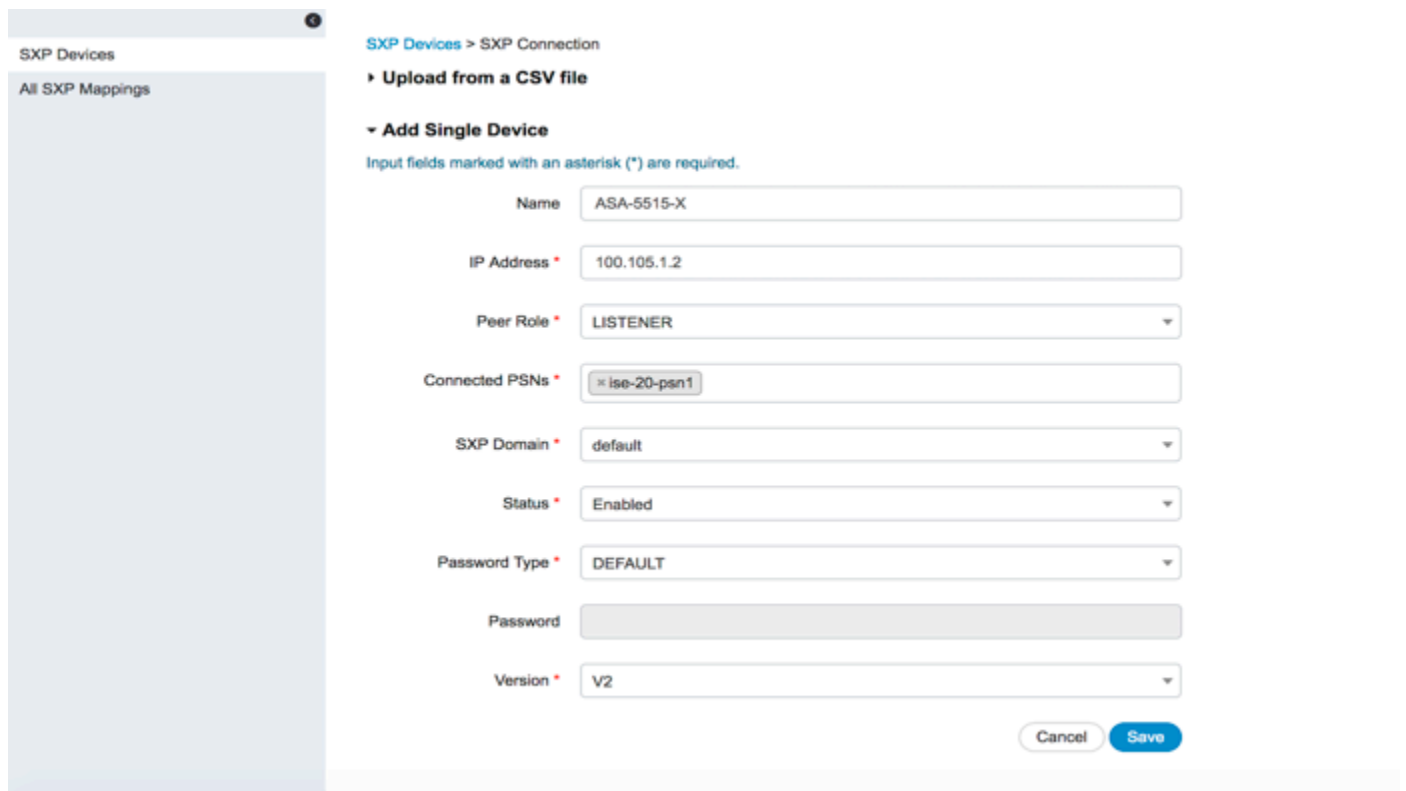 SXP Devices
All SXP Mappings
SXP Devices > SXP Connection
Upload from a CSV file
Add Single Device
Input fields marked with an asterisk (*) are required.
Name ASA-5515-X
IP Address * 100.105.1.2
Peer Role * LISTENER
Connected PSNs * × ise-20-psn1
SXP Domain * default
Status * Enabled
Password Type * DEFAULT
Password
Version * V2
Cancel Save